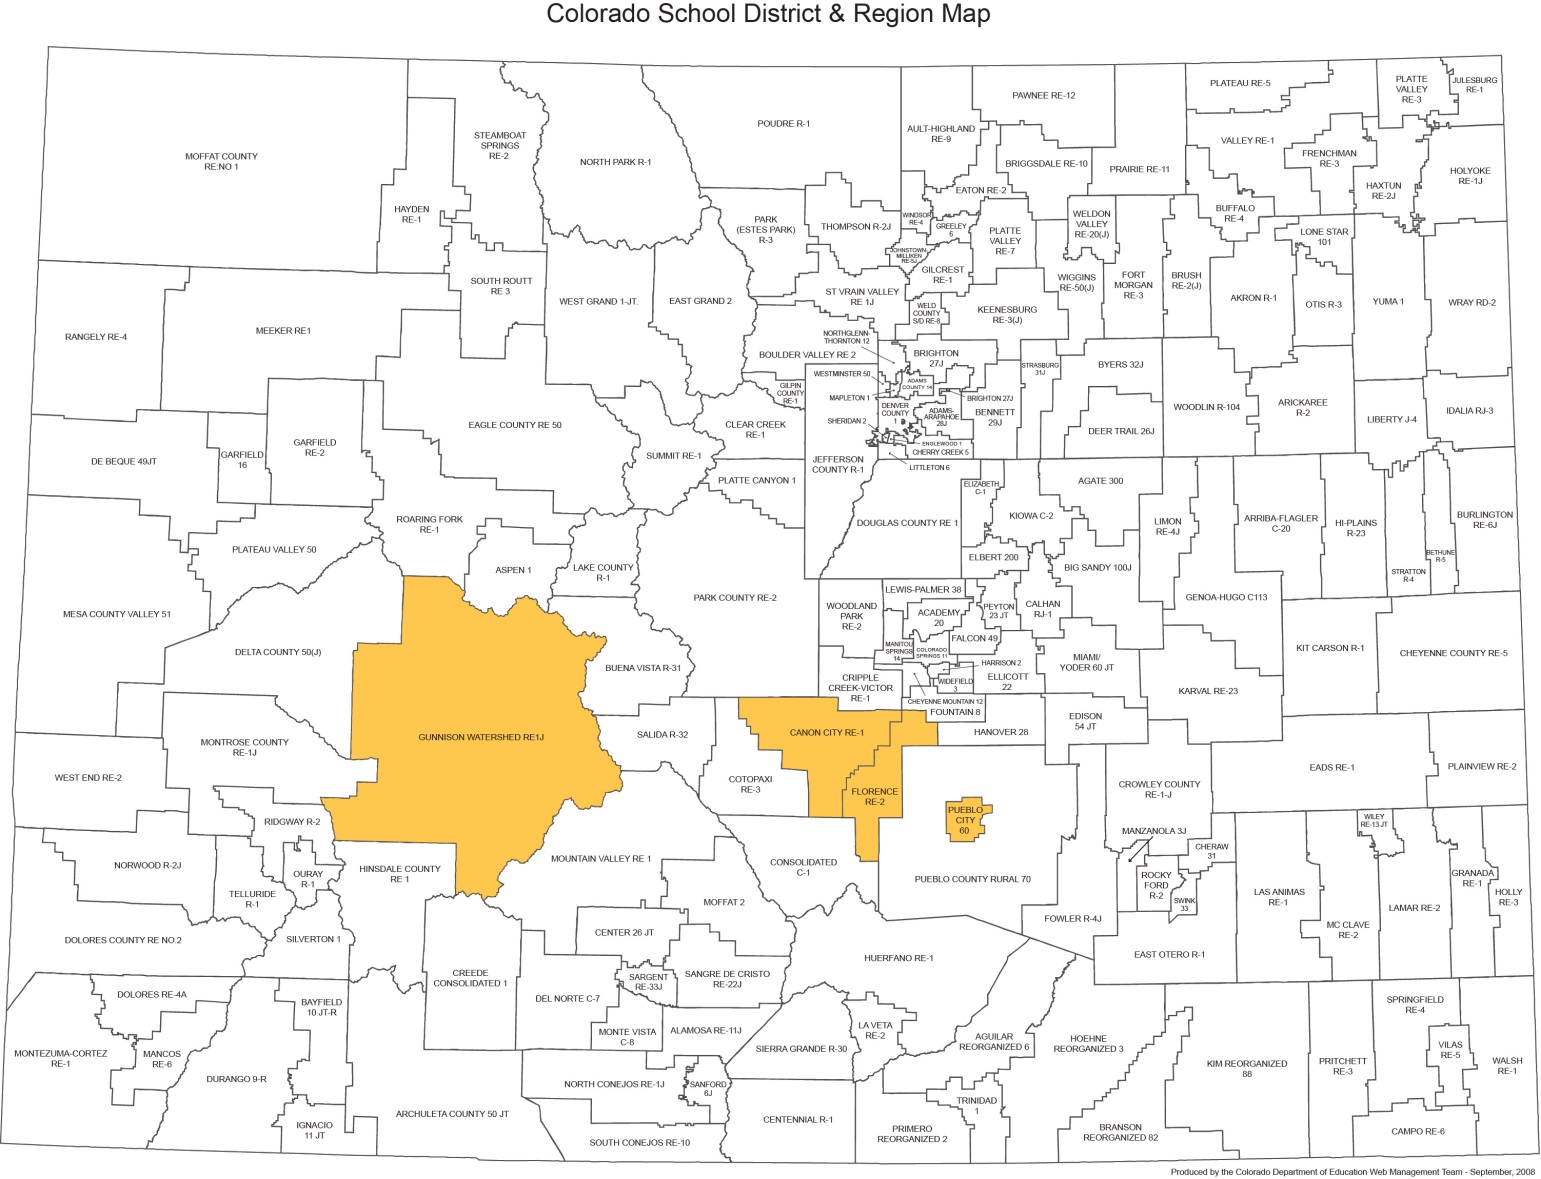 Colorado School District & Region Map
MOFFAT COUNTY
RE:NO 1
HAYDEN
RE-1
STEAMBOAT
SPRINGS
RE-2
NORTH PARK R-1
POUDRE R-1
AULT-HIGHLAND
RE-9
PAWNEE RE-12
BRIGGSDALE RE-10
PRAIRIE RE-11
PLATEAU RE-5
VALLEY RE-1
FRENCHMAN
RE-3
PLATTE
VALLEY
RE-3
JULESBURG
RE-1
HOLYOKE
RE-1J
HAXTUN
RE-2J
BUFFALO
RE-4
LONE STAR
101
EATON RE-2
PARK
(ESTES PARK)
R-3
THOMPSON R-2J
WINDSOR
RE-4
GREELEY
6
PLATTE
VALLEY
RE-7
WELDON
VALLEY
RE-20(J)
JOHNSTOWN-
MILLIKEN
RE-5J
GILCREST
RE-1
ST VRAIN VALLEY
RE 1J
WELD
COUNTY
S/D RE-8
KEENESBURG
RE-3(J)
WIGGINS
RE-50(J)
FORT
MORGAN
RE-3
BRUSH
RE-2(J)
AKRON R-1
OTIS R-3
YUMA 1
WRAY RD-2
SOUTH ROUTT
RE 3
WEST GRAND 1-JT.
EAST GRAND 2
RANGELY RE-4
MEEKER RE1
NORTHGLENN-
THORNTON 12
BOULDER VALLEY RE 2
BRIGHTON
27J
WESTMINSTER 50
ADAMS
COUNTY 14
MAPLETON 1
BRIGHTON 27J
STRASBURG
31J
BYERS 32J
GILPIN
COUNTY
RE-1
DENVER
COUNTY
1
ADAMS-
ARAPAHOE
28J
BENNETT
29J
SHERIDAN 2
ENGLEWOOD 1
CHERRY CREEK 5
LITTLETON 6
DEER TRAIL 26J
WOODLIN R-104
ARICKAREE
R-2
LIBERTY J-4
IDALIA RJ-3
CLEAR CREEK
RE-1
JEFFERSON
COUNTY R-1
EAGLE COUNTY RE 50
SUMMIT RE-1
PLATTE CANYON 1
DE BEQUE 49JT
GARFIELD
16
GARFIELD
RE-2
ROARING FORK
RE-1
PLATEAU VALLEY 50
ASPEN 1
LAKE COUNTY
R-1
PARK COUNTY RE-2
DOUGLAS COUNTY RE 1
ELIZABETH
C-1
KIOWA C-2
AGATE 300
ELBERT 200
BIG SANDY 100J
LIMON
RE-4J
ARRIBA-FLAGLER
C-20
HI-PLAINS
R-23
STRATTON
R-4
BETHUNE
R-5
BURLINGTON
RE-6J
GENOA-HUGO C113
MESA COUNTY VALLEY 51
DELTA COUNTY 50(J)
BUENA VISTA R-31
WOODLAND
PARK
RE-2
LEWIS-PALMER 38
ACADEMY
20
PEYTON
23 JT
CALHAN
RJ-1
MANITOU
SPRINGS
14
COLORADO
SPRINGS 11
FALCON 49
HARRISON 2
WIDEFIELD
3
ELLICOTT
22
MIAMI/
YODER 60 JT
CRIPPLE
CREEK-VICTOR
RE-1
CHEYENNE MOUNTAIN 12
FOUNTAIN 8
KIT CARSON R-1
CHEYENNE COUNTY RE-5
KARVAL RE-23
EDISON
54 JT
HANOVER 28
GUNNISON WATERSHED RE1J
SALIDA R-32
CANON CITY RE-1
COTOPAXI
RE-3
FLORENCE
RE-2
PUEBLO
CITY
60
MONTROSE COUNTY
RE-1J
WEST END RE-2
CROWLEY COUNTY
RE-1-J
EADS RE-1
PLAINVIEW RE-2
RIDGWAY R-2
MANZANOLA 3J
WILEY
RE-13 JT
CHERAW
31
NORWOOD R-2J
OURAY
R-1
TELLURIDE
R-1
HINSDALE COUNTY
RE 1
MOUNTAIN VALLEY RE 1
CONSOLIDATED
C-1
PUEBLO COUNTY RURAL 70
ROCKY
FORD
R-2
SWINK
33
FOWLER R-4J
LAS ANIMAS
RE-1
MC CLAVE
RE-2
LAMAR RE-2
GRANADA
RE-1
HOLLY
RE-3
MOFFAT 2
CENTER 26 JT
SILVERTON 1
DOLORES COUNTY RE NO.2
EAST OTERO R-1
HUERFANO RE-1
CREEDE
CONSOLIDATED 1
SARGENT
RE-33J
SANGRE DE CRISTO
RE-22J
DEL NORTE C-7
DOLORES RE-4A
BAYFIELD
10 JT-R
MONTE VISTA
C-8
ALAMOSA RE-11J
SIERRA GRANDE R-30
LA VETA
RE-2
AGUILAR
REORGANIZED 6
HOEHNE
REORGANIZED 3
SPRINGFIELD
RE-4
VILAS
RE-5
WALSH
RE-1
PRITCHETT
RE-3
KIM REORGANIZED
88
MONTEZUMA-CORTEZ
RE-1
MANCOS
RE-6
DURANGO 9-R
NORTH CONEJOS RE-1J
SANFORD
6J
TRINIDAD
1
ARCHULETA COUNTY 50 JT
IGNACIO
11 JT
SOUTH CONEJOS RE-10
CENTENNIAL R-1
PRIMERO
REORGANIZED 2
BRANSON
REORGANIZED 82
CAMPO RE-6
Produced by the Colorado Department of Education Web Management Team - September, 2008